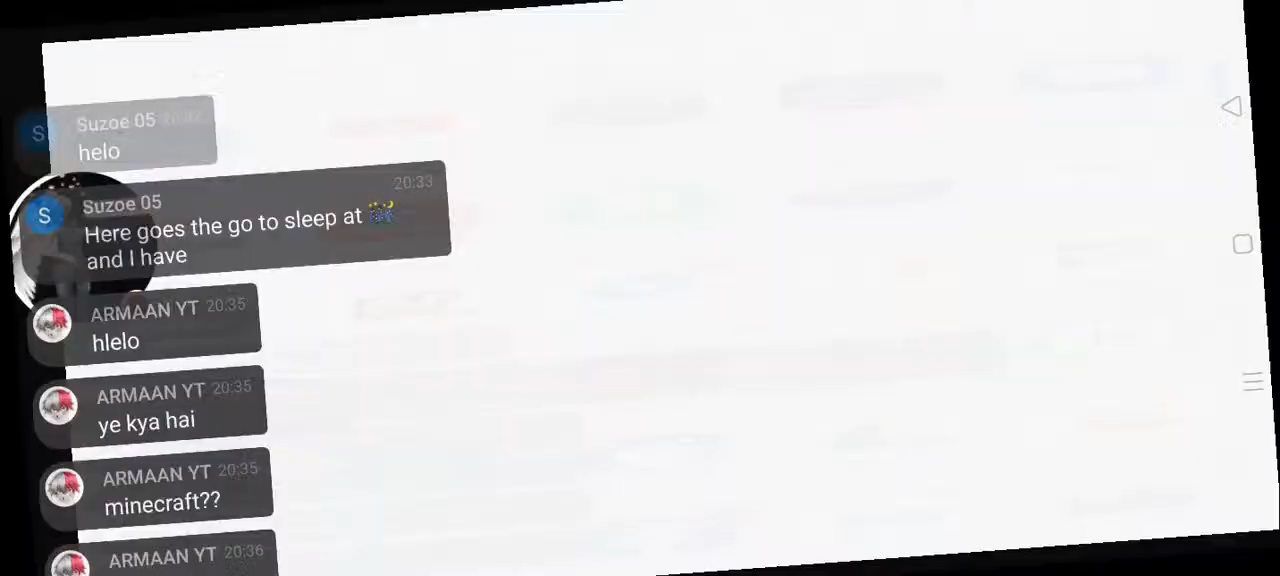 S
Suzoe 05
helo
20:33
S
Suzoe 05
Here goes the go to sleep at 🌃
and I have
ARMAAN YT 20:35
hlelo
ARMAAN YT 20:35
ye kya hai
ARMAAN YT 20:35
minecraft??
ARMAAN YT 20:36